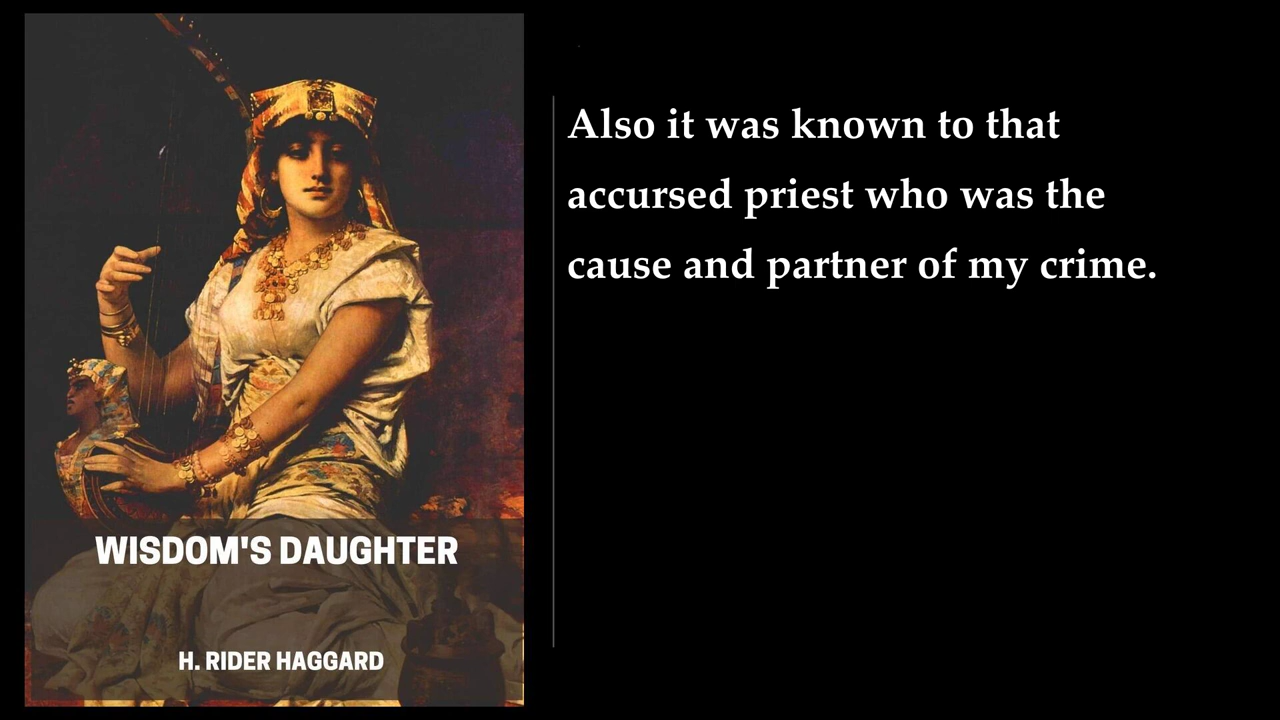 WISDOM'S DAUGHTER
H. RIDER HAGGARD
Also it was known to that
accursed priest who was the
cause and partner of my crime.